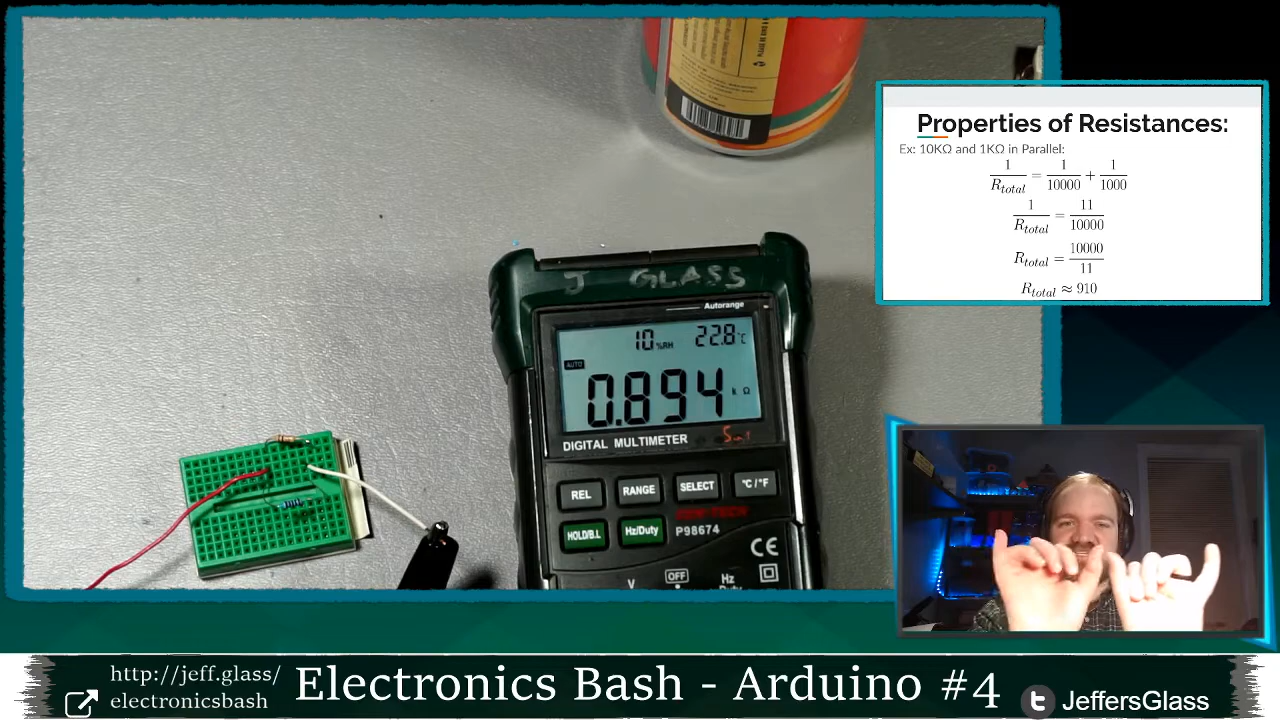 Properties of Resistances:
Ex: 10KΩ and 1KΩ in Parallel:
1/R_total = 1/10000 + 1/1000
1/R_total = 11/10000
R_total = 10000/11
R_total ≈ 910
J GLASS
Autorange
10 %RH 22.8 °C
AUTO
0.894 k Ω
DIGITAL MULTIMETER
REL RANGE SELECT °C/°F
HOLD/B.L Hz/Duty P98674
CE
V OFF Hz
Duty
http://jeff.glass/
electronicsbash
Electronics Bash - Arduino #4
JeffersGlass